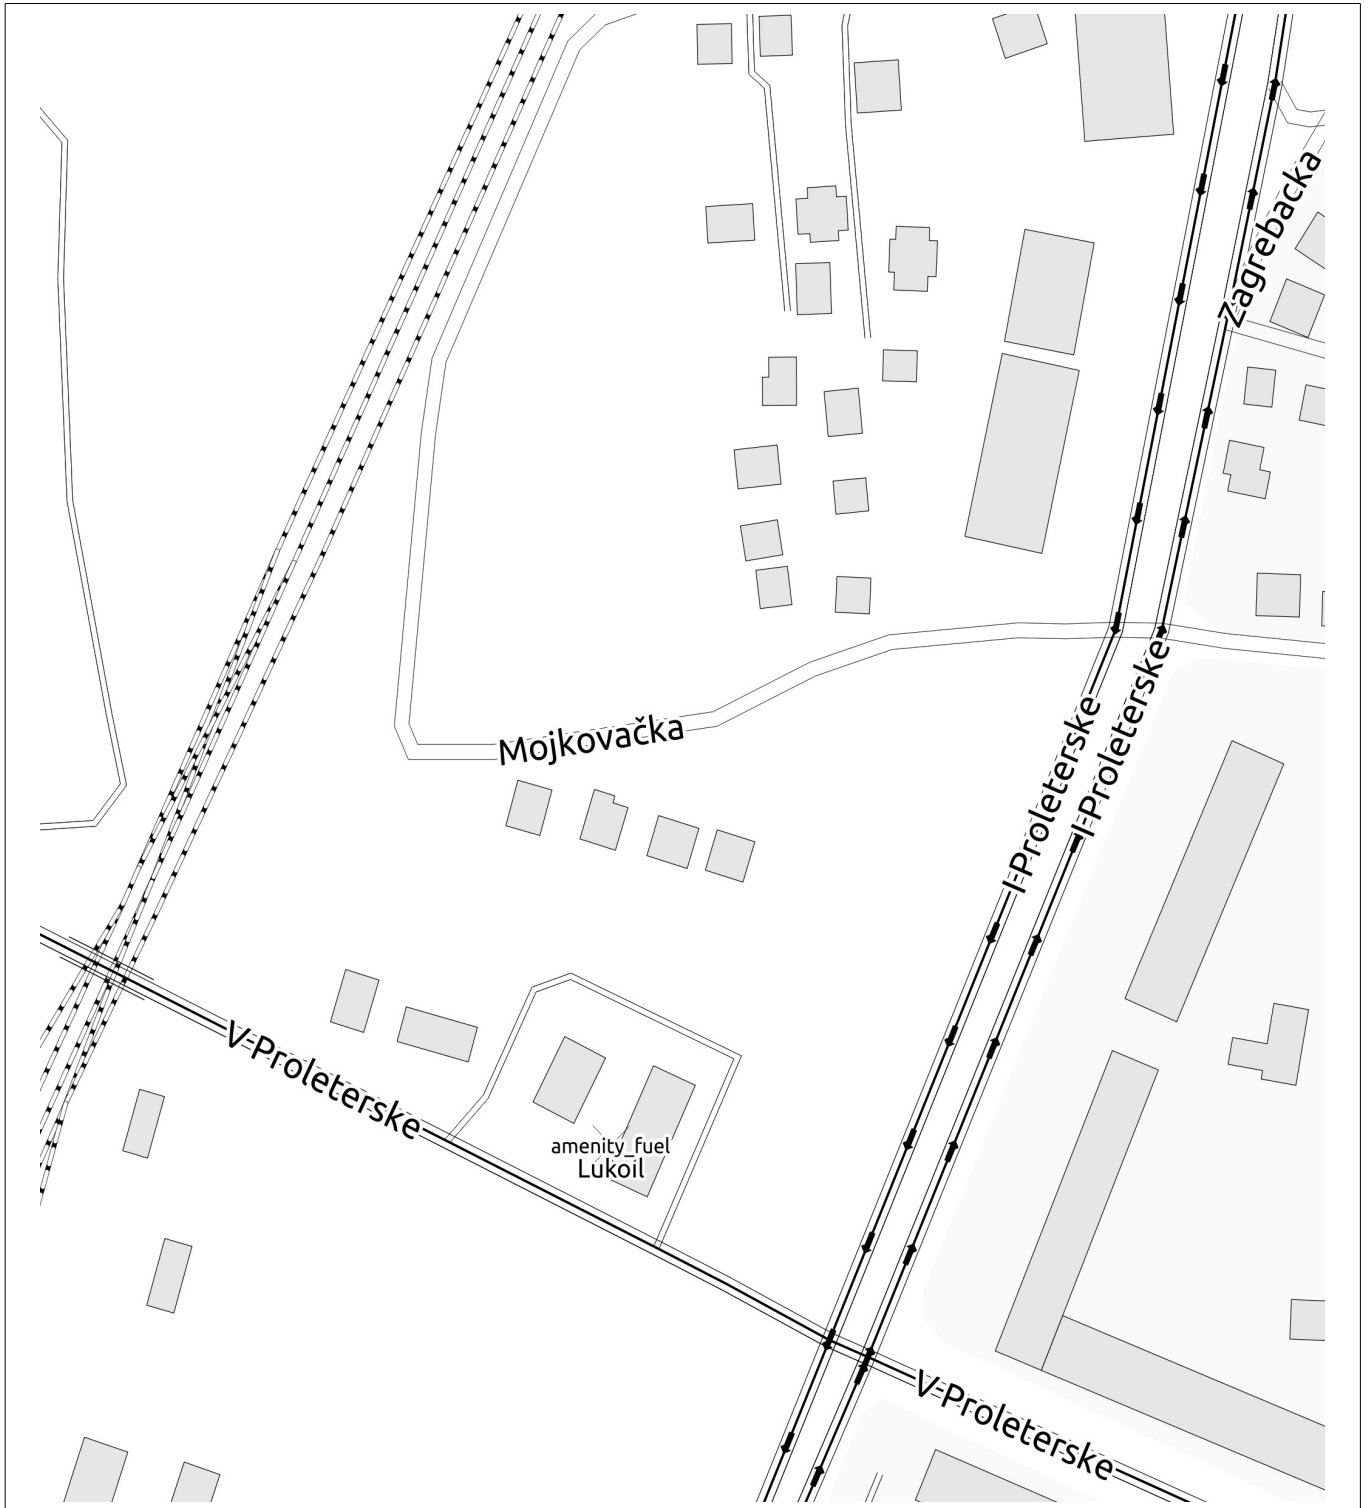 Zagrebacka
I-Proleterske
I-Proleterske
Mojkovačka
V-Proleterske
amenity_fuel
Lukoil
V-Proleterske